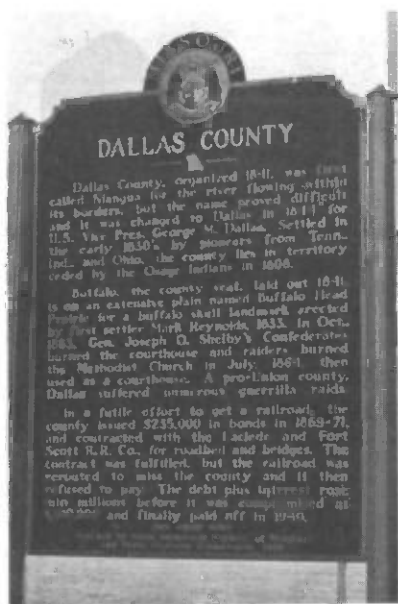 MISSOURI
DALLAS COUNTY
Dallas County, organized 1841, was first
called Niangua for the river flowing within
its borders, but the name proved difficult
and it was changed to Dallas in 1844 for
U.S. Vice Pres. George M. Dallas. Settled in
the early 1830's by pioneers from Tenn.,
Ind., and Ohio, the county lies in territory
ceded by the Osage Indians in 1808.
Buffalo, the county seat, laid out 1841,
is on an extensive plain named Buffalo Head
Prairie for a buffalo skull landmark erected
by first settler Mark Reynolds, 1833. In Oct.,
1863, Gen. Joseph O. Shelby's Confederates
burned the courthouse and raiders burned
the Methodist Church in July, 1864, then
used as a courthouse. A pro-Union county,
Dallas suffered numerous guerrilla raids.
In a futile effort to get a railroad, the
county issued $235,000 in bonds in 1869-71,
and contracted with the Laclede and Fort
Scott R.R. Co., for roadbed and bridges. The
contract was fulfilled, but the railroad was
rerouted to miss the county and it then
refused to pay. The debt plus interest
millions before it was compromised at
and finally paid off in 1940.
of